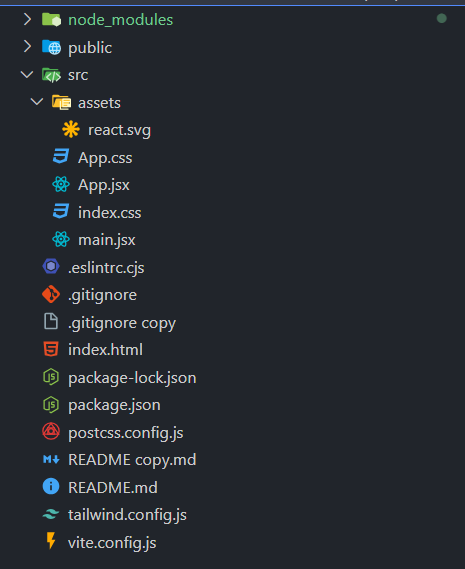 node_modules
public
src
assets
react.svg
App.css
App.jsx
index.css
main.jsx
.eslintrc.cjs
.gitignore
.gitignore copy
index.html
package-lock.json
package.json
postcss.config.js
README copy.md
README.md
tailwind.config.js
vite.config.js